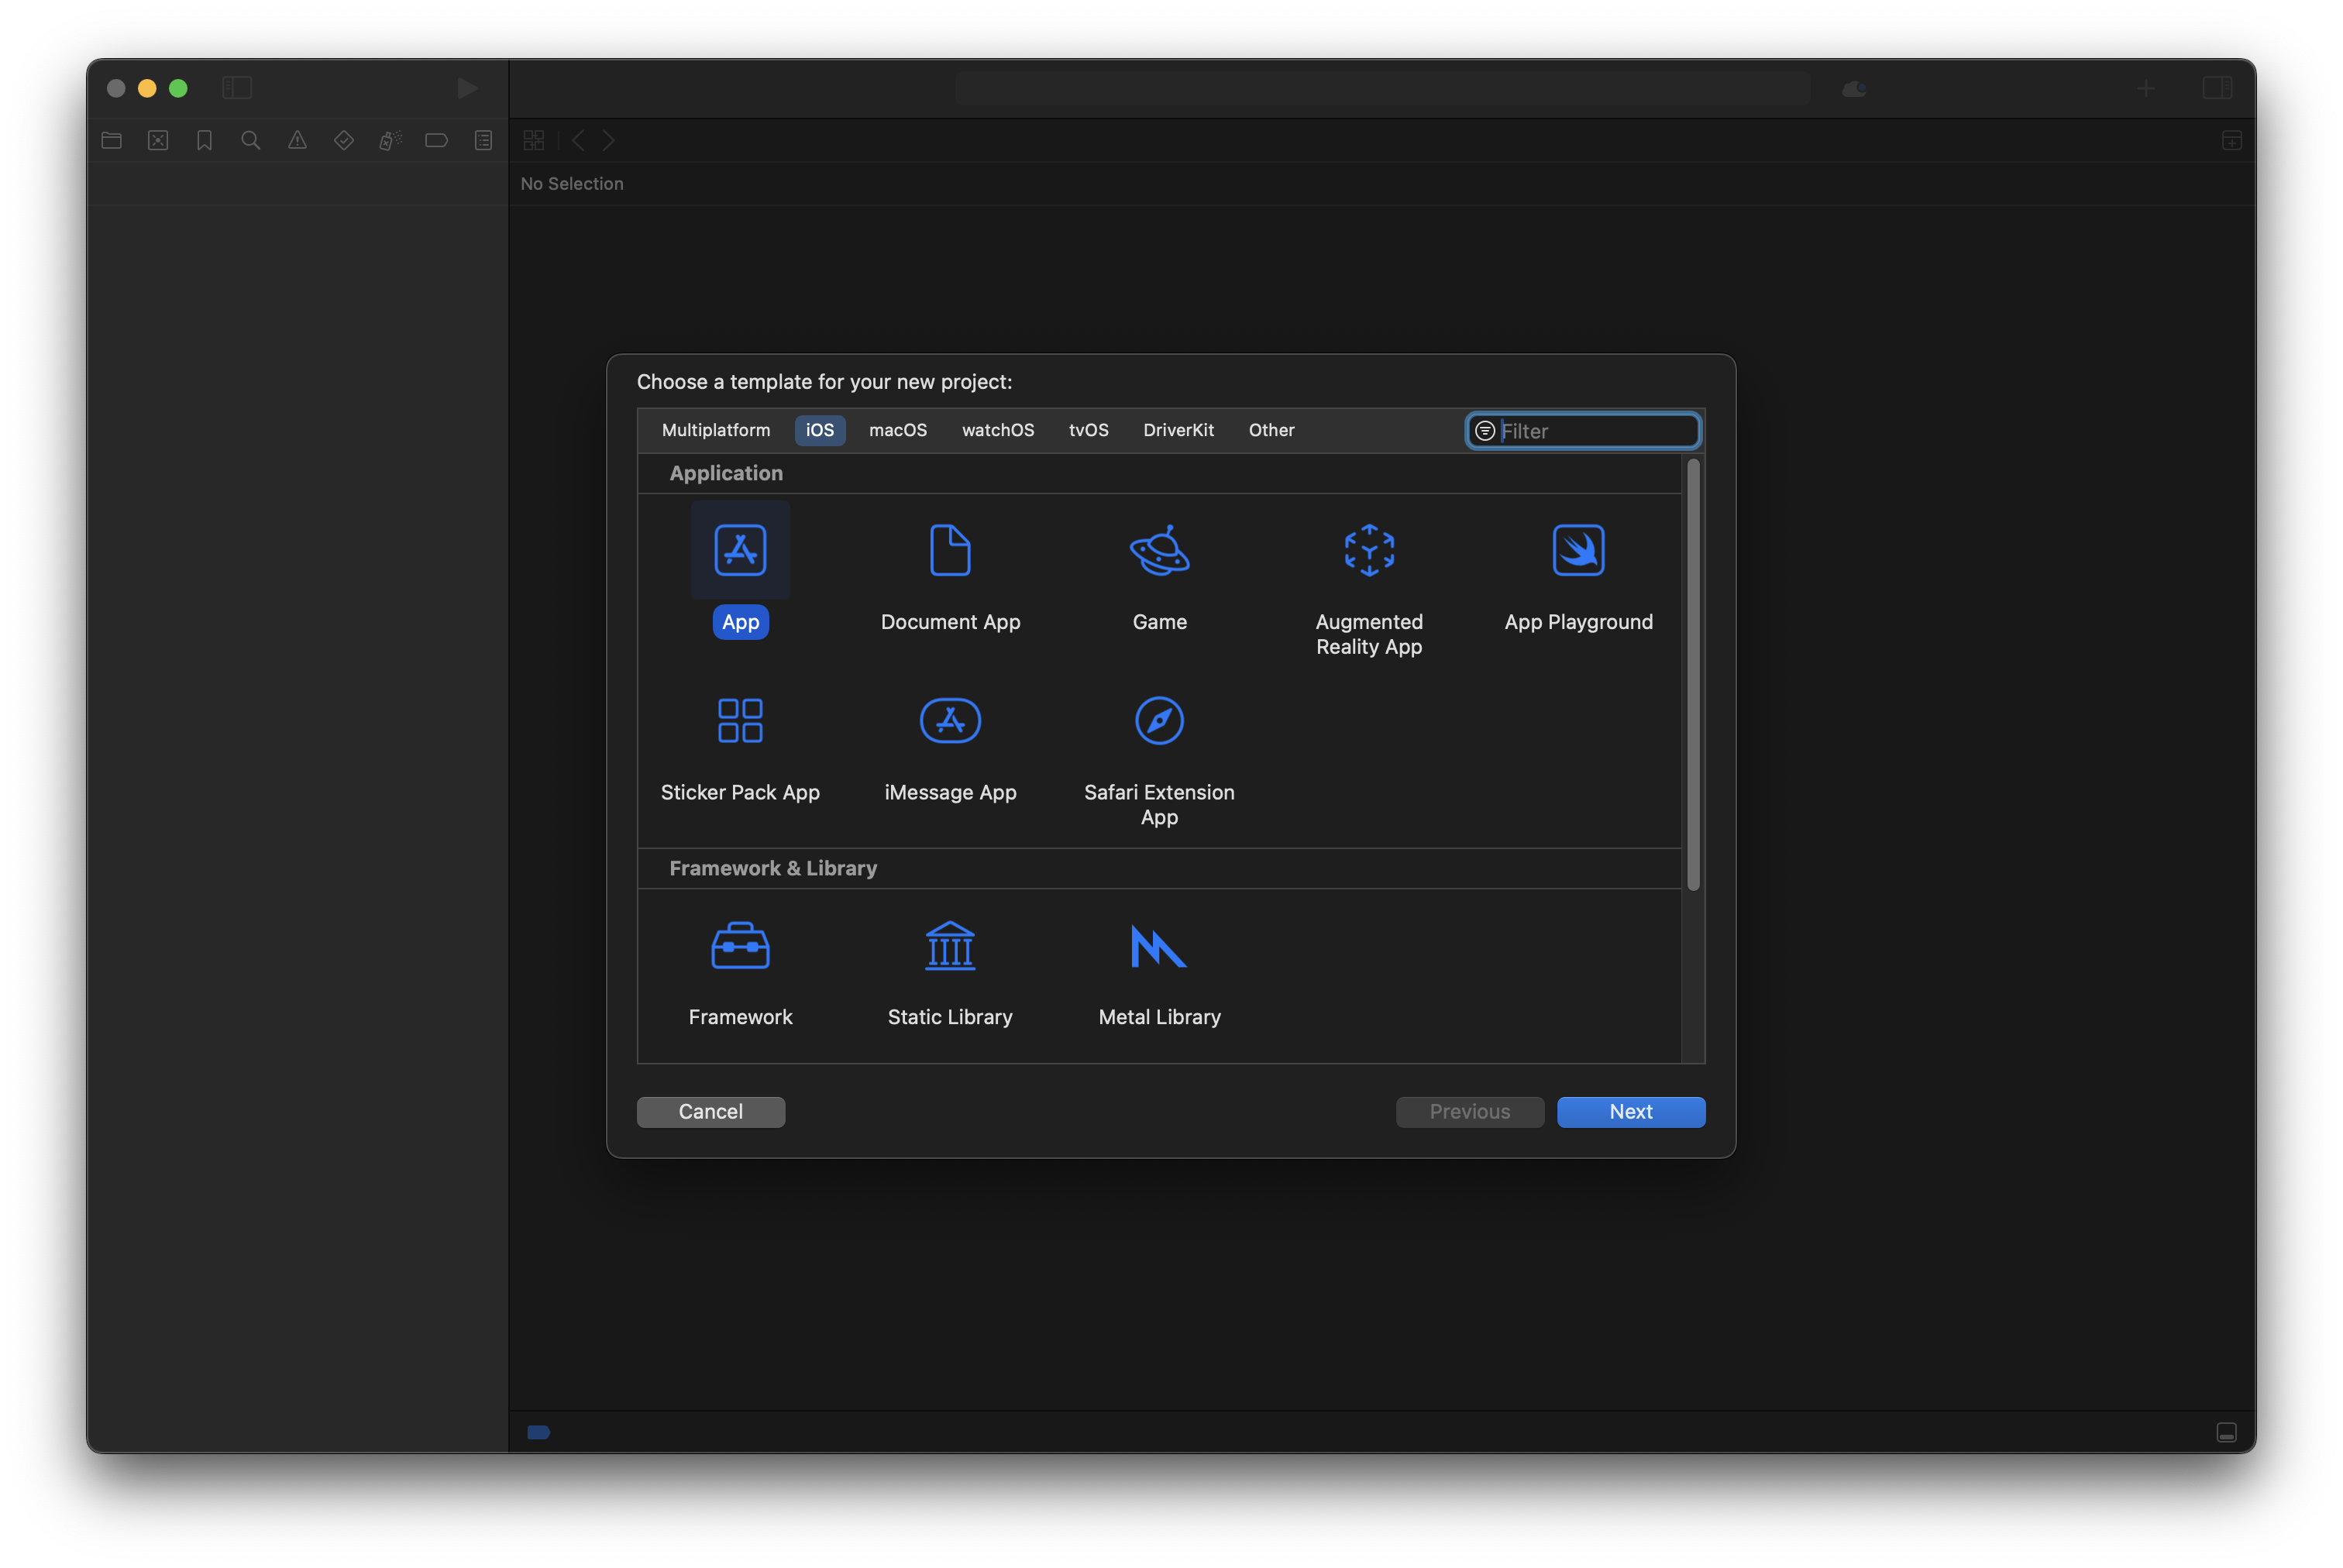 No Selection
Choose a template for your new project:
Multiplatform iOS macOS watchOS tvOS DriverKit Other Filter
Application
App Document App Game Augmented Reality App App Playground
Sticker Pack App iMessage App Safari Extension App
Framework & Library
Framework Static Library Metal Library
Cancel Previous Next